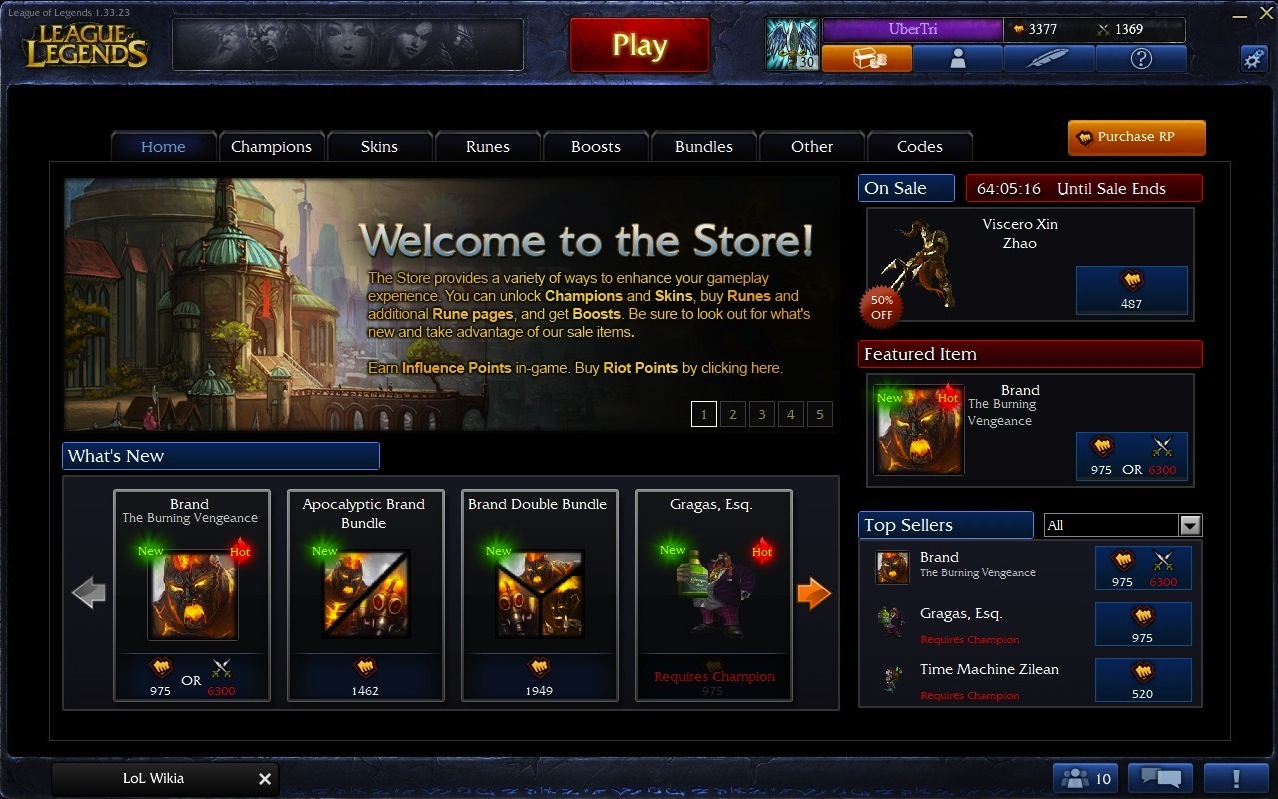 League of Legends 1.33.23
LEAGUE of
LEGENDS
Play
30
UberTri
3377
1369
?
Home
Champions
Skins
Runes
Boosts
Bundles
Other
Codes
Purchase RP
Welcome to the Store!
The Store provides a variety of ways to enhance your gameplay
experience. You can unlock Champions and Skins, buy Runes and
additional Rune pages, and get Boosts. Be sure to look out for what's
new and take advantage of our sale items.
Earn Influence Points in-game. Buy Riot Points by clicking here.
1 2 3 4 5
On Sale
64:05:16 Until Sale Ends
Viscero Xin
Zhao
50%
OFF
487
Featured Item
New
Hot
Brand
The Burning
Vengeance
975 OR 6300
What's New
Brand
The Burning Vengeance
New
Hot
975 OR 6300
Apocalyptic Brand
Bundle
New
1462
Brand Double Bundle
New
1949
Gragas, Esq.
New
Hot
Requires Champion
975
Top Sellers
All
Brand
The Burning Vengeance
975 6300
Gragas, Esq.
Requires Champion
975
Time Machine Zilean
Requires Champion
520
LoL Wikia
10
!